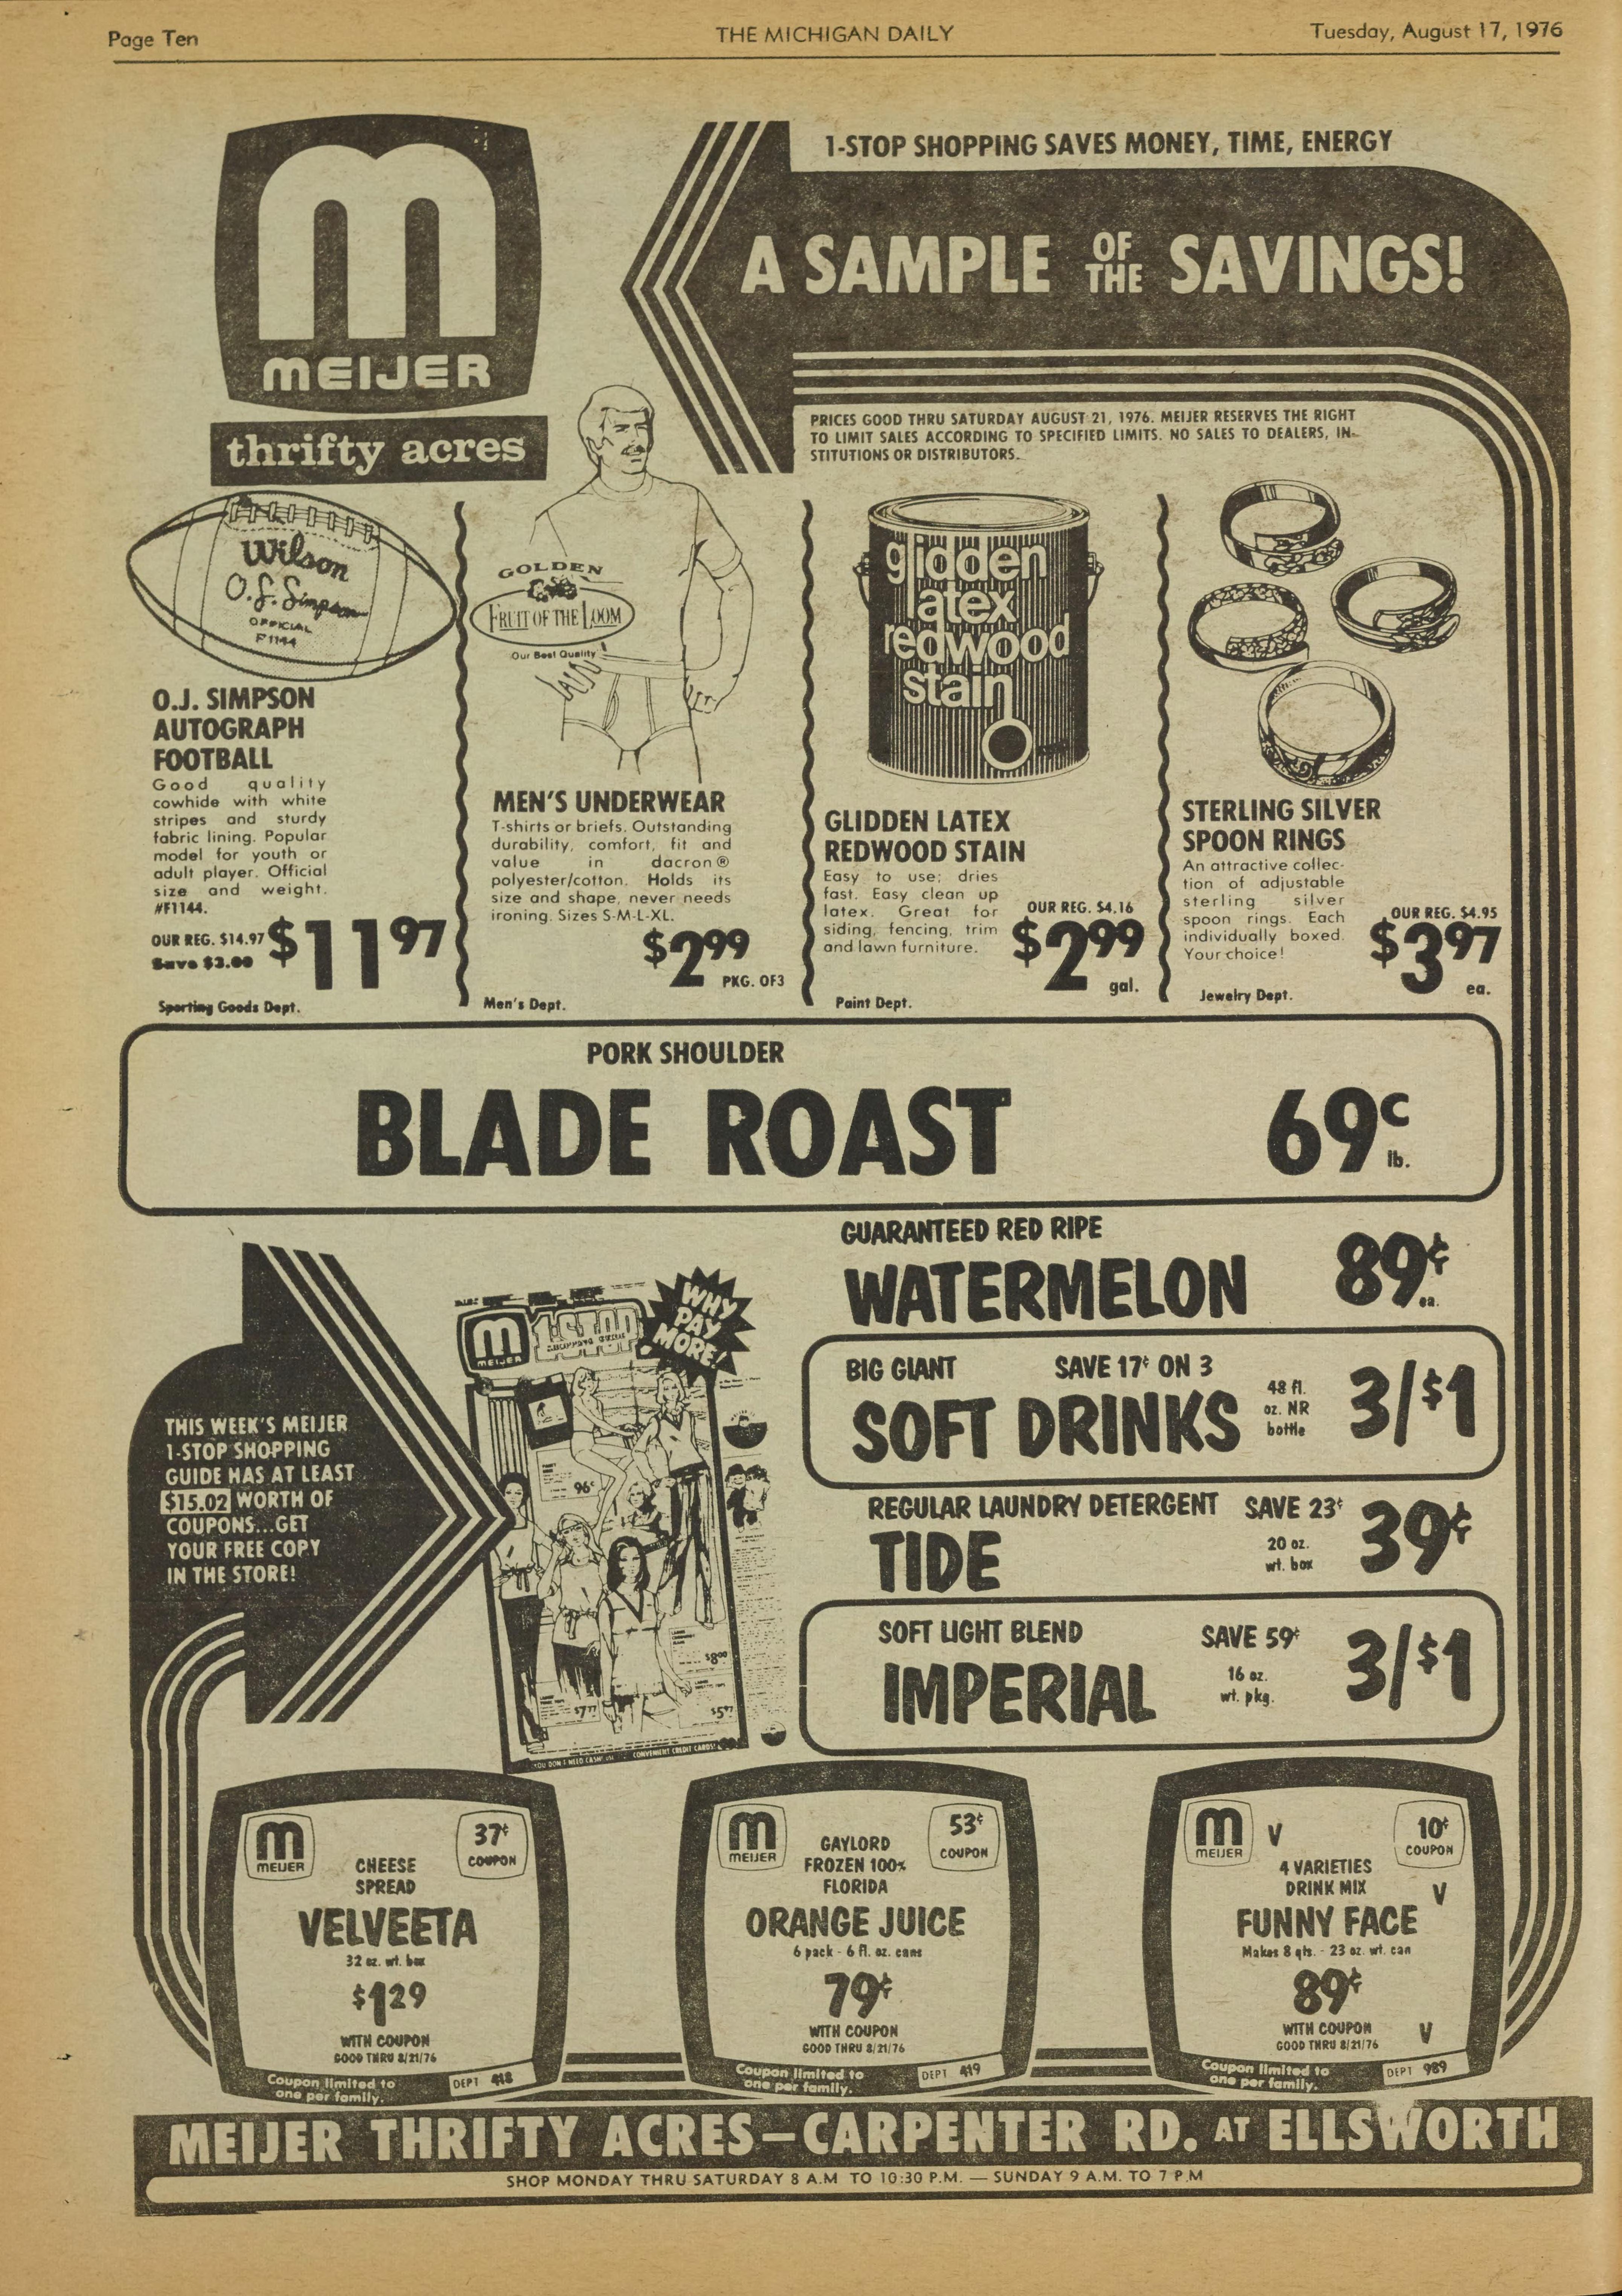 Page Ten
THE MICHIGAN DAILY
Tuesday, August 17, 1976
MEIJER
thrifty acres
1-STOP SHOPPING SAVES MONEY, TIME, ENERGY
A SAMPLE OF THE SAVINGS!
PRICES GOOD THRU SATURDAY AUGUST 21, 1976. MEIJER RESERVES THE RIGHT
TO LIMIT SALES ACCORDING TO SPECIFIED LIMITS. NO SALES TO DEALERS, IN-
STITUTIONS OR DISTRIBUTORS.
Wilson
O.J. Simpson
OFFICIAL
F1144
O.J. SIMPSON
AUTOGRAPH
FOOTBALL
Good quality
cowhide with white
stripes and sturdy
fabric lining. Popular
model for youth or
adult player. Official
size and weight.
#F1144.
OUR REG. $14.97
Save $3.00
$11 97
Sporting Goods Dept.
GOLDEN
FRUIT OF THE LOOM
Our Best Quality
MEN'S UNDERWEAR
T-shirts or briefs. Outstanding
durability, comfort, fit and
value in dacron®
polyester/cotton. Holds its
size and shape, never needs
ironing. Sizes S-M-L-XL.
$2 99
PKG. OF3
Men's Dept.
glidden
latex
redwood
stain
GLIDDEN LATEX
REDWOOD STAIN
Easy to use; dries
fast. Easy clean up
latex. Great for
siding, fencing, trim
and lawn furniture.
OUR REG. $4.16
$2 99
gal.
Paint Dept.
STERLING SILVER
SPOON RINGS
An attractive collec-
tion of adjustable
sterling silver
spoon rings. Each
individually boxed.
Your choice!
OUR REG. $4.95
$3 97
ea.
Jewelry Dept.
PORK SHOULDER
BLADE ROAST
69c
lb.
GUARANTEED RED RIPE
WATERMELON
89¢
ea.
BIG GIANT
SAVE 17¢ ON 3
SOFT DRINKS
48 fl.
oz. NR
bottle
3/$1
REGULAR LAUNDRY DETERGENT
SAVE 23¢
TIDE
20 oz.
wt. box
39¢
SOFT LIGHT BLEND
SAVE 59¢
IMPERIAL
16 oz.
wt. pkg.
3/$1
THIS WEEK'S MEIJER
1-STOP SHOPPING
GUIDE HAS AT LEAST
$15.02 WORTH OF
COUPONS...GET
YOUR FREE COPY
IN THE STORE!
MEIJER
1-STOP
SHOPPING GUIDE
WHY
PAY
MORE!
96¢
$8 00
$7 77
$5 97
YOU DON'T NEED CASH!
CONVENIENT CREDIT CARDS!
MEIJER
37¢
COUPON
CHEESE
SPREAD
VELVEETA
32 oz. wt. box
$1 29
WITH COUPON
GOOD THRU 8/21/76
Coupon limited to
one per family.
DEPT 418
MEIJER
53¢
COUPON
GAYLORD
FROZEN 100%
FLORIDA
ORANGE JUICE
6 pack - 6 fl. oz. cans
79¢
WITH COUPON
GOOD THRU 8/21/76
Coupon limited to
one per family.
DEPT 419
MEIJER
V
10¢
COUPON
4 VARIETIES
DRINK MIX
V
FUNNY FACE
Makes 8 qts. - 23 oz. wt. can
89¢
WITH COUPON
V
GOOD THRU 8/21/76
Coupon limited to
one per family.
DEPT 989
MEIJER THRIFTY ACRES—CARPENTER RD. AT ELLSWORTH
SHOP MONDAY THRU SATURDAY 8 A.M TO 10:30 P.M. — SUNDAY 9 A.M. TO 7 P.M